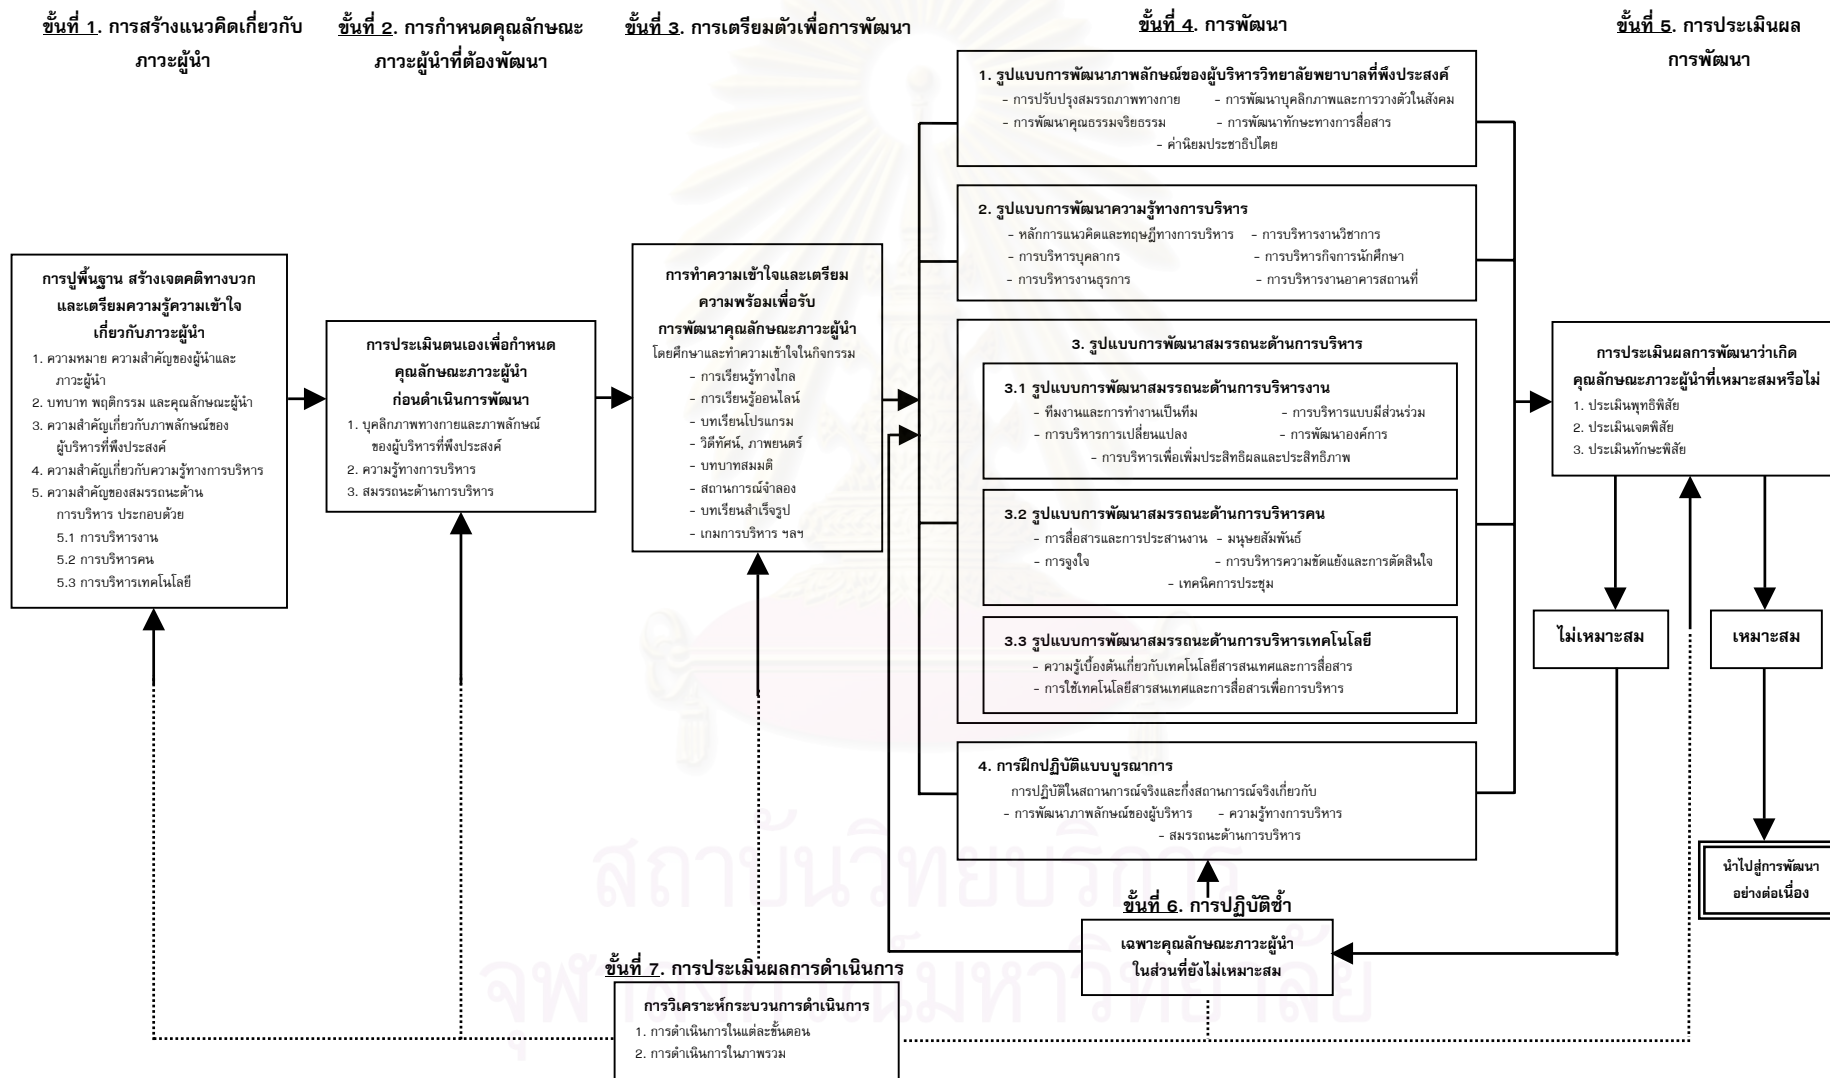 ขั้นที่ 1. การสร้างแนวคิดเกี่ยวกับ
ภาวะผู้นำ
ขั้นที่ 2. การกำหนดคุณลักษณะ
ภาวะผู้นำที่ต้องพัฒนา
ขั้นที่ 3. การเตรียมตัวเพื่อการพัฒนา
ขั้นที่ 4. การพัฒนา
ขั้นที่ 5. การประเมินผล
การพัฒนา
การปูพื้นฐาน สร้างเจตคติทางบวก
และเตรียมความรู้ความเข้าใจ
เกี่ยวกับภาวะผู้นำ
1. ความหมาย ความสำคัญของผู้นำและ
ภาวะผู้นำ
2. บทบาท พฤติกรรม และคุณลักษณะผู้นำ
3. ความสำคัญเกี่ยวกับภาพลักษณ์ของ
ผู้บริหารที่พึงประสงค์
4. ความสำคัญเกี่ยวกับความรู้ทางการบริหาร
5. ความสำคัญของสมรรถนะด้าน
การบริหาร ประกอบด้วย
5.1 การบริหารงาน
5.2 การบริหารคน
5.3 การบริหารเทคโนโลยี
การประเมินตนเองเพื่อกำหนด
คุณลักษณะภาวะผู้นำ
ก่อนดำเนินการพัฒนา
1. บุคลิกภาพทางกายและภาพลักษณ์
ของผู้บริหารที่พึงประสงค์
2. ความรู้ทางการบริหาร
3. สมรรถนะด้านการบริหาร
การทำความเข้าใจและเตรียม
ความพร้อมเพื่อรับ
การพัฒนาคุณลักษณะภาวะผู้นำ
โดยศึกษาและทำความเข้าใจในกิจกรรม
- การเรียนรู้ทางไกล
- การเรียนรู้ออนไลน์
- บทเรียนโปรแกรม
- วิดีทัศน์, ภาพยนตร์
- บทบาทสมมติ
- สถานการณ์จำลอง
- บทเรียนสำเร็จรูป
- เกมการบริหาร ฯลฯ
1. รูปแบบการพัฒนาภาพลักษณ์ของผู้บริหารวิทยาลัยพยาบาลที่พึงประสงค์
- การปรับปรุงสมรรถภาพทางกาย - การพัฒนาบุคลิกภาพและการวางตัวในสังคม
- การพัฒนาคุณธรรมจริยธรรม - การพัฒนาทักษะทางการสื่อสาร
- ค่านิยมประชาธิปไตย
2. รูปแบบการพัฒนาความรู้ทางการบริหาร
- หลักการแนวคิดและทฤษฎีทางการบริหาร - การบริหารงานวิชาการ
- การบริหารบุคลากร - การบริหารกิจการนักศึกษา
- การบริหารงานธุรการ - การบริหารงานอาคารสถานที่
3. รูปแบบการพัฒนาสมรรถนะด้านการบริหาร
3.1 รูปแบบการพัฒนาสมรรถนะด้านการบริหารงาน
- ทีมงานและการทำงานเป็นทีม - การบริหารแบบมีส่วนร่วม
- การบริหารการเปลี่ยนแปลง - การพัฒนาองค์การ
- การบริหารเพื่อเพิ่มประสิทธิผลและประสิทธิภาพ
3.2 รูปแบบการพัฒนาสมรรถนะด้านการบริหารคน
- การสื่อสารและการประสานงาน - มนุษยสัมพันธ์
- การจูงใจ - การบริหารความขัดแย้งและการตัดสินใจ
- เทคนิคการประชุม
3.3 รูปแบบการพัฒนาสมรรถนะด้านการบริหารเทคโนโลยี
- ความรู้เบื้องต้นเกี่ยวกับเทคโนโลยีสารสนเทศและการสื่อสาร
- การใช้เทคโนโลยีสารสนเทศและการสื่อสารเพื่อการบริหาร
4. การฝึกปฏิบัติแบบบูรณาการ
การปฏิบัติในสถานการณ์จริงและกึ่งสถานการณ์จริงเกี่ยวกับ
- การพัฒนาภาพลักษณ์ของผู้บริหาร - ความรู้ทางการบริหาร
- สมรรถนะด้านการบริหาร
การประเมินผลการพัฒนาว่าเกิด
คุณลักษณะภาวะผู้นำที่เหมาะสมหรือไม่
1. ประเมินพุทธิพิสัย
2. ประเมินเจตพิสัย
3. ประเมินทักษะพิสัย
ไม่เหมาะสม
เหมาะสม
นำไปสู่การพัฒนา
อย่างต่อเนื่อง
ขั้นที่ 6. การปฏิบัติซ้ำ
เฉพาะคุณลักษณะภาวะผู้นำ
ในส่วนที่ยังไม่เหมาะสม
ขั้นที่ 7. การประเมินผลการดำเนินการ
การวิเคราะห์กระบวนการดำเนินการ
1. การดำเนินการในแต่ละขั้นตอน
2. การดำเนินการในภาพรวม
สถาบันวิทยบริการ
จุฬาลงกรณ์มหาวิทยาลัย